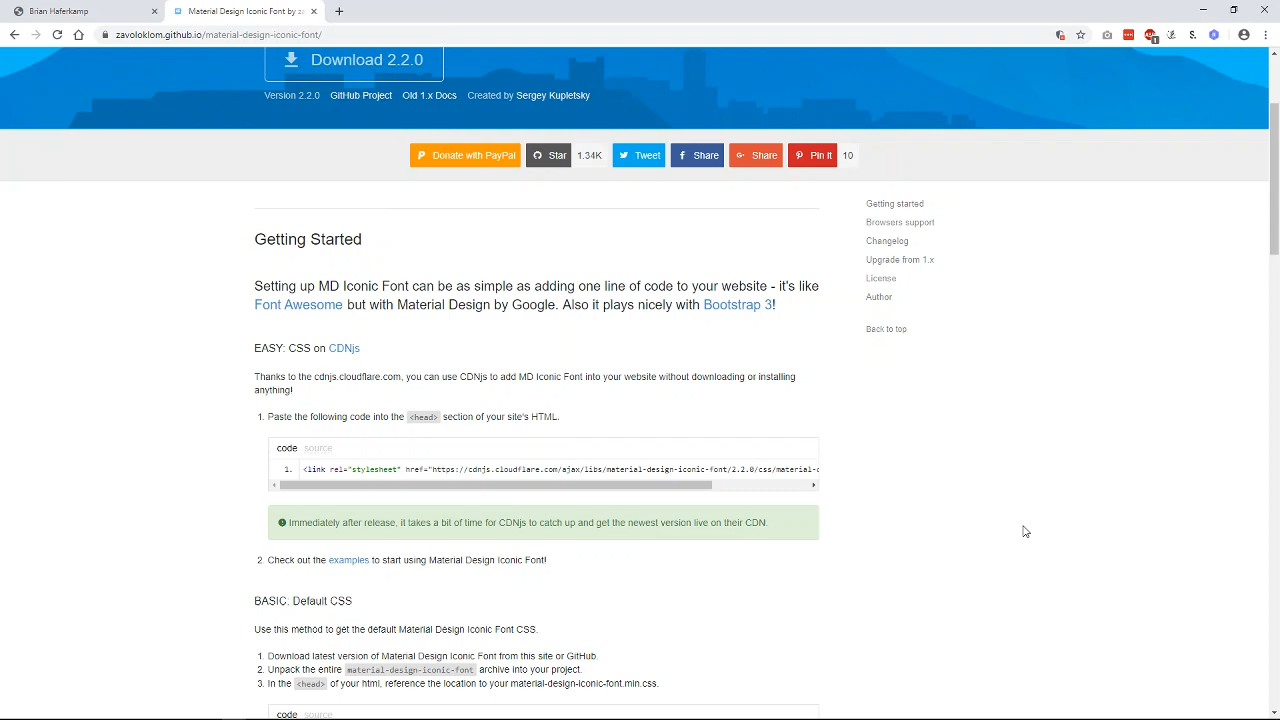 Brian Haferkamp
Material Design Iconic Font by za
zavoloklom.github.io/material-design-iconic-font/
1
Download 2.2.0
Version 2.2.0 GitHub Project Old 1.x Docs Created by Sergey Kupletsky
Donate with PayPal Star 1.34K Tweet Share Share Pin it 10
Getting started
Browsers support
Changelog
Upgrade from 1.x
License
Author
Back to top
Getting Started
Setting up MD Iconic Font can be as simple as adding one line of code to your website - it's like
Font Awesome but with Material Design by Google. Also it plays nicely with Bootstrap 3!
EASY: CSS on CDNjs
Thanks to the cdnjs.cloudflare.com, you can use CDNjs to add MD Iconic Font into your website without downloading or installing
anything!
1. Paste the following code into the <head> section of your site's HTML.
code source
1. <link rel="stylesheet" href="https://cdnjs.cloudflare.com/ajax/libs/material-design-iconic-font/2.2.0/css/material-d
Immediately after release, it takes a bit of time for CDNjs to catch up and get the newest version live on their CDN.
2. Check out the examples to start using Material Design Iconic Font!
BASIC: Default CSS
Use this method to get the default Material Design Iconic Font CSS.
1. Download latest version of Material Design Iconic Font from this site or GitHub.
2. Unpack the entire material-design-iconic-font archive into your project.
3. In the <head> of your html, reference the location to your material-design-iconic-font.min.css.
code source